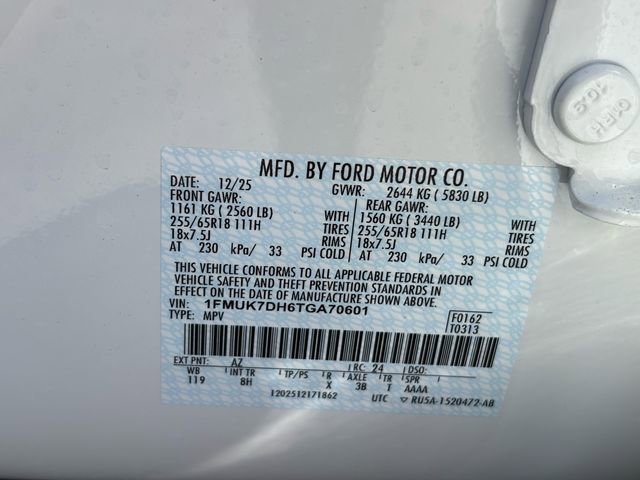 MFD. BY FORD MOTOR CO.
DATE: 12/25 GVWR: 2644 KG ( 5830 LB)
FRONT GAWR: REAR GAWR:
1161 KG ( 2560 LB) WITH 1560 KG ( 3440 LB) WITH
255/65R18 111H TIRES 255/65R18 111H TIRES
18x7.5J RIMS 18x7.5J RIMS
AT 230 kPa/ 33 PSI COLD AT 230 kPa/ 33 PSI COLD
THIS VEHICLE CONFORMS TO ALL APPLICABLE FEDERAL MOTOR
VEHICLE SAFETY AND THEFT PREVENTION STANDARDS IN EFFECT ON
THE DATE OF MANUFACTURE SHOWN ABOVE.
VIN: 1FMUK7DH6TGA70601 F0162
TYPE: MPV T0313
EXT PNT: AZ RC: 24 DSO:
WB INT TR TP/PS R AXLE TR SPR
119 8H X 3B T AAAA
1202512171862 UTC RU5A-1520472-AB